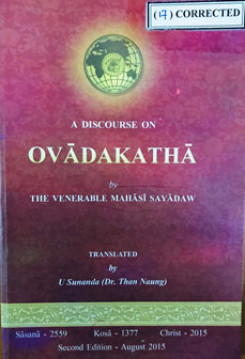 (၅) CORRECTED
A DISCOURSE ON
OVĀDAKATHĀ
by
THE VENERABLE MAHĀSĪ SAYĀDAW
TRANSLATED
by
U Sunanda (Dr. Than Naung)
Sāsanā - 2559 Kosā - 1377 Christ - 2015
Second Edition - August 2015